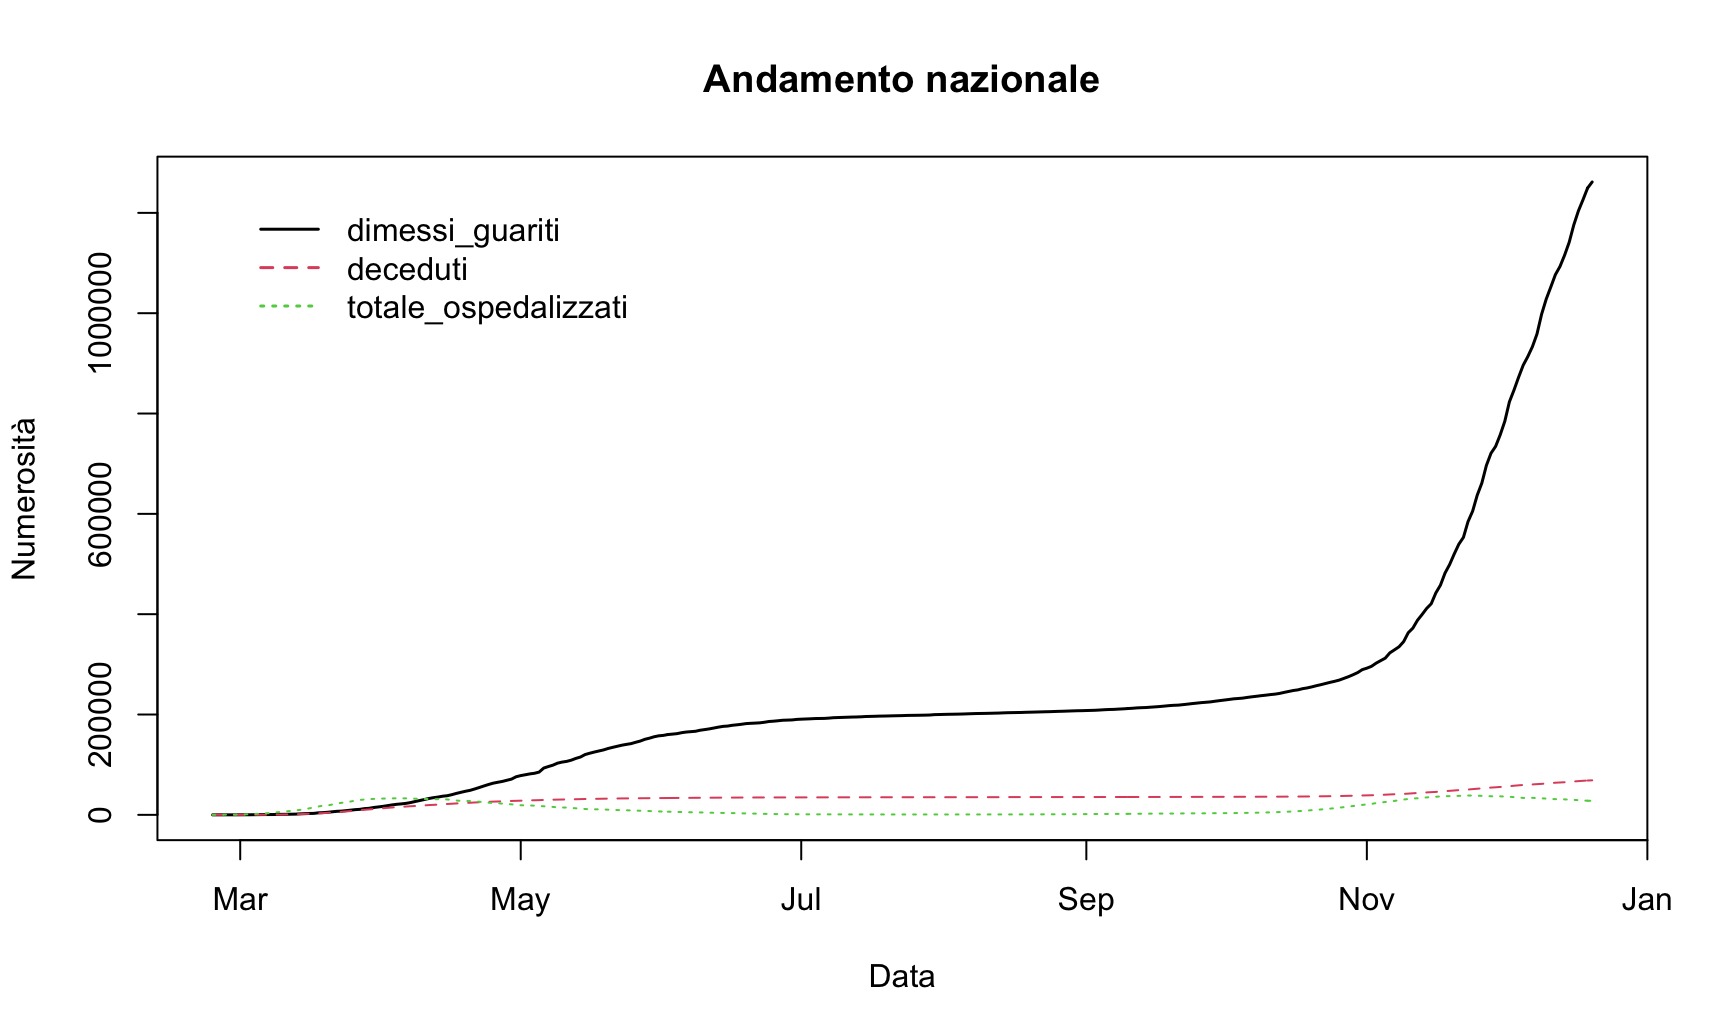 Andamento nazionale
dimessi_guariti
deceduti
totale_ospedalizzati
Numerosità
1000000
600000
200000
0
Mar May Jul Sep Nov Jan
Data